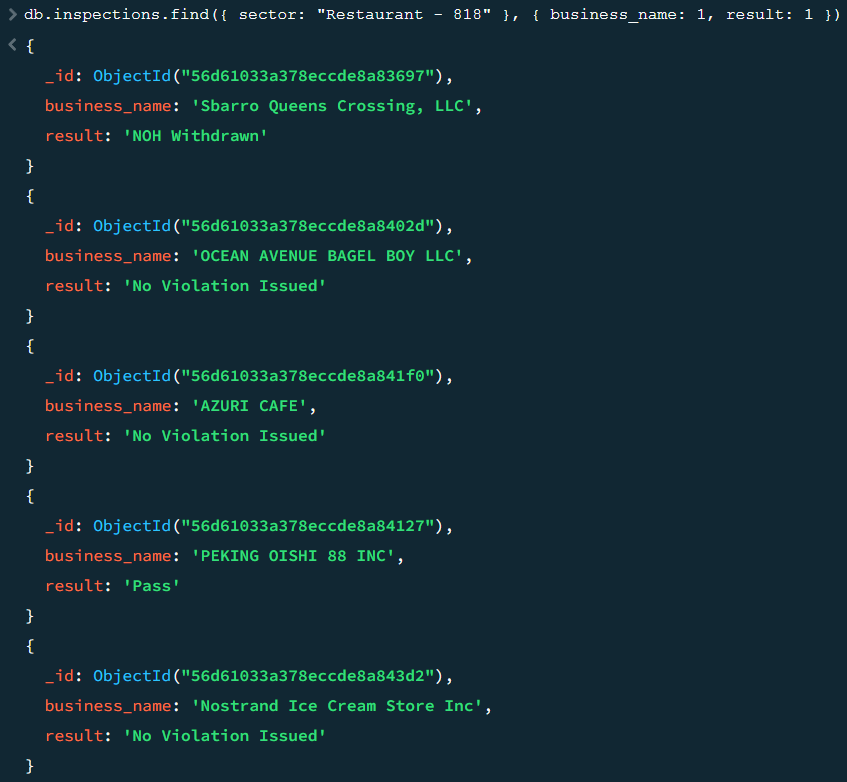 > db.inspections.find({ sector: "Restaurant - 818" }, { business_name: 1, result: 1 })
< {
_id: ObjectId("56d61033a378eccde8a83697"),
business_name: 'Sbarro Queens Crossing, LLC',
result: 'NOH Withdrawn'
}
{
_id: ObjectId("56d61033a378eccde8a8402d"),
business_name: 'OCEAN AVENUE BAGEL BOY LLC',
result: 'No Violation Issued'
}
{
_id: ObjectId("56d61033a378eccde8a841f0"),
business_name: 'AZURI CAFE',
result: 'No Violation Issued'
}
{
_id: ObjectId("56d61033a378eccde8a84127"),
business_name: 'PEKING OISHI 88 INC',
result: 'Pass'
}
{
_id: ObjectId("56d61033a378eccde8a843d2"),
business_name: 'Nostrand Ice Cream Store Inc',
result: 'No Violation Issued'
}